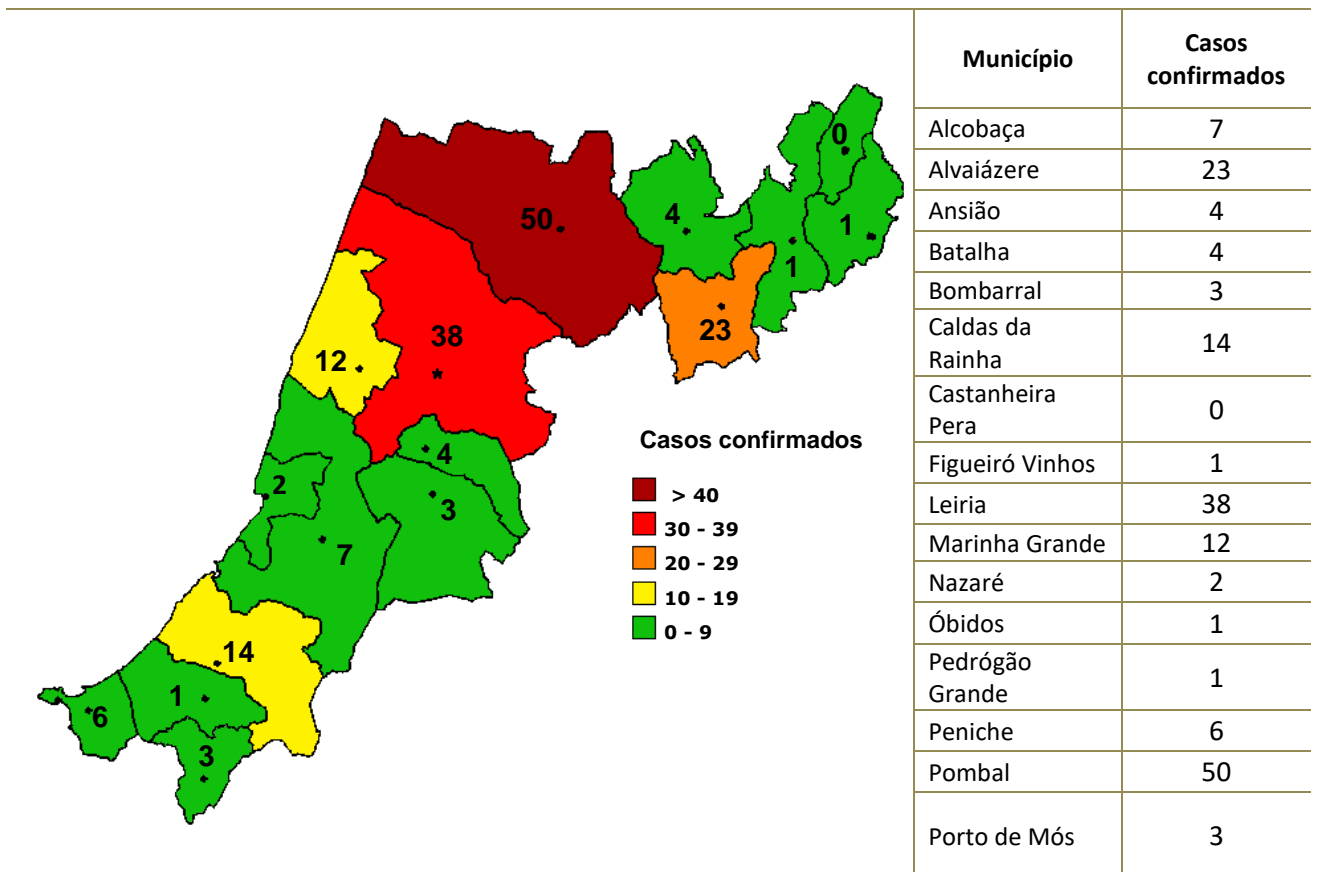 0
50
4
1
1
23
38
12
4
2
3
7
14
1
6
3
Casos confirmados
> 40
30 - 39
20 - 29
10 - 19
0 - 9
Município Casos
confirmados
Alcobaça 7
Alvaiázere 23
Ansião 4
Batalha 4
Bombarral 3
Caldas da
Rainha 14
Castanheira
Pera 0
Figueiró Vinhos 1
Leiria 38
Marinha Grande 12
Nazaré 2
Óbidos 1
Pedrógão
Grande 1
Peniche 6
Pombal 50
Porto de Mós 3